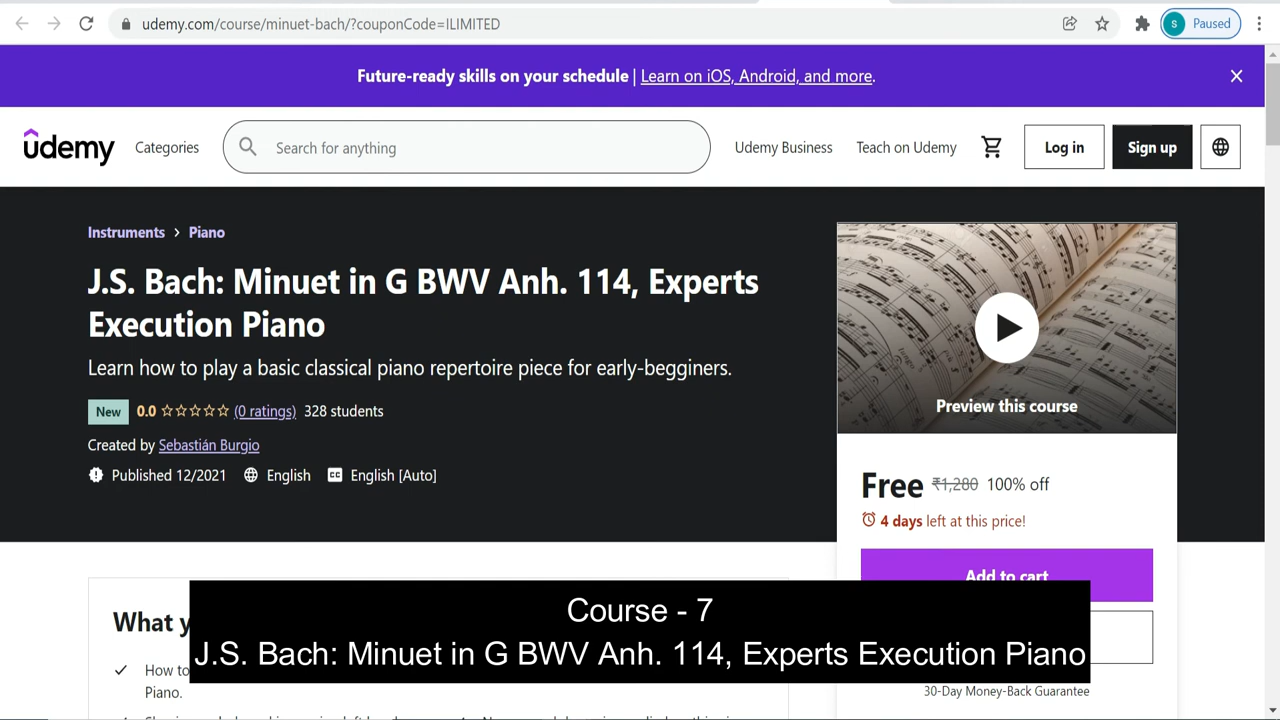 udemy.com/course/minuet-bach/?couponCode=ILIMITED
S Paused
Future-ready skills on your schedule | Learn on iOS, Android, and more.
udemy Categories Search for anything Udemy Business Teach on Udemy Log in Sign up
Instruments > Piano
J.S. Bach: Minuet in G BWV Anh. 114, Experts
Execution Piano
Learn how to play a basic classical piano repertoire piece for early-begginers.
New 0.0 (0 ratings) 328 students
Created by Sebastián Burgio
Published 12/2021 English CC English [Auto]
Preview this course
Free ₹1,280 100% off
4 days left at this price!
Add to cart
What y
How to
Piano.
30-Day Money-Back Guarantee
Course - 7
J.S. Bach: Minuet in G BWV Anh. 114, Experts Execution Piano